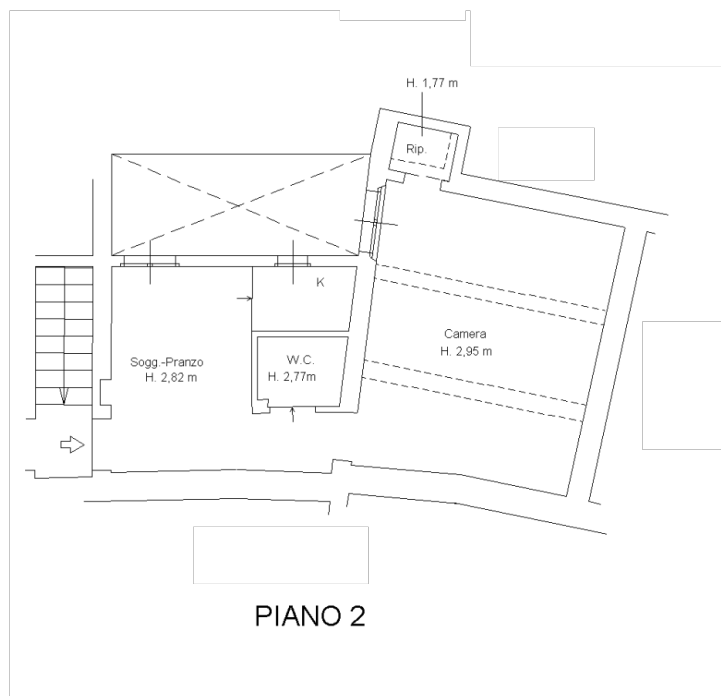 H. 1,77 m
Rip.
K
Camera
H. 2,95 m
Sogg.-Pranzo
H. 2,82 m
W.C.
H. 2,77m
PIANO 2